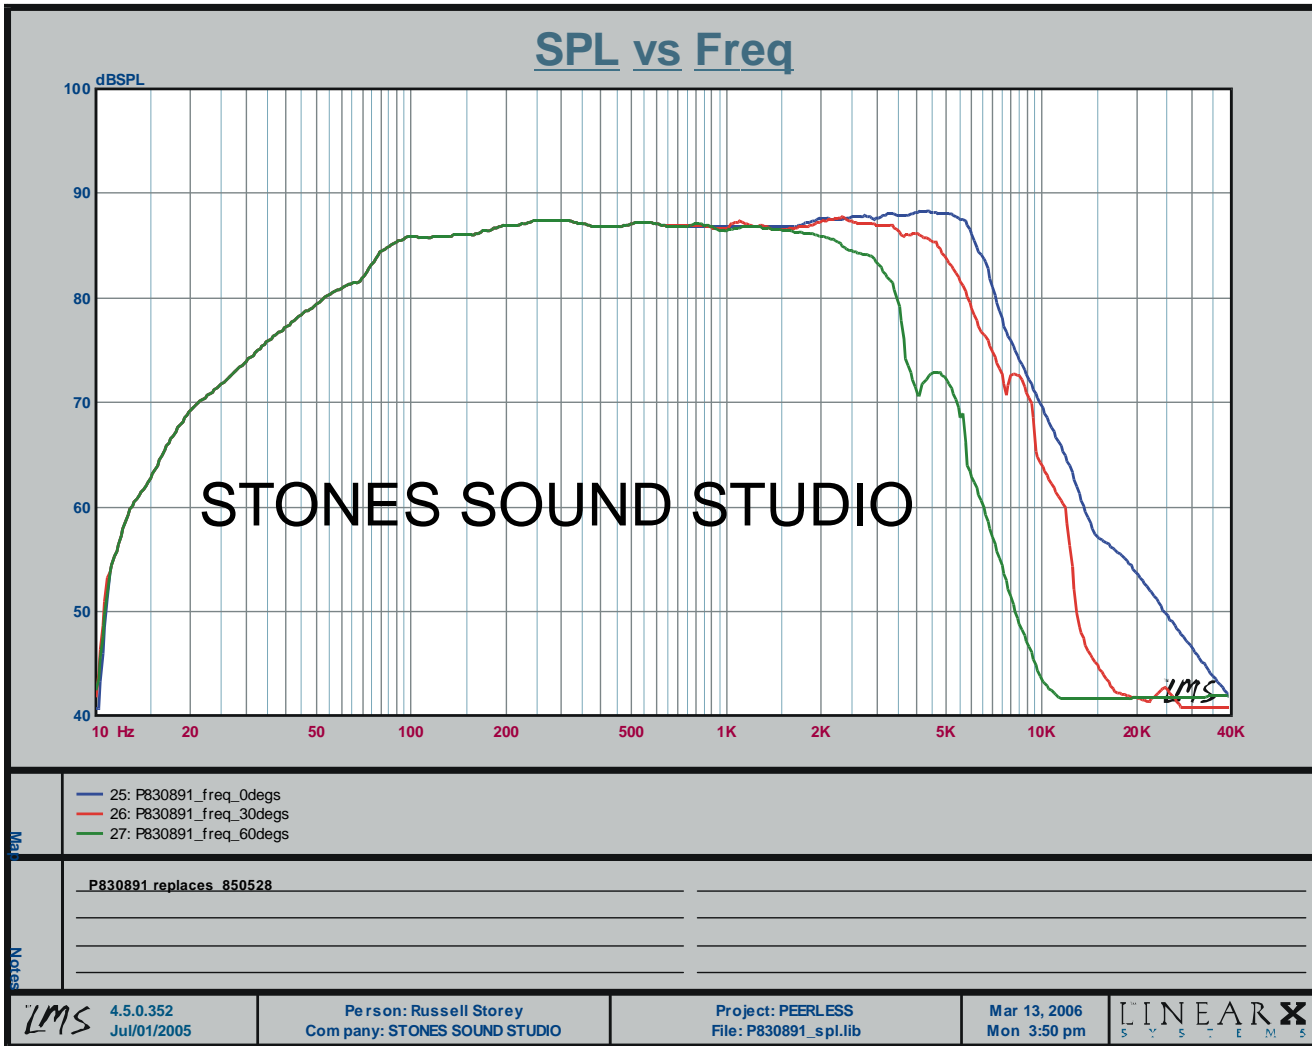 SPL vs Freq
dBSPL
100
90
80
70
60
50
40
10 Hz 20 50 100 200 500 1K 2K 5K 10K 20K 40K
STONES SOUND STUDIO
LMS
Map
25: P830891_freq_0degs
26: P830891_freq_30degs
27: P830891_freq_60degs
Notes
P830891 replaces 850528
LMS
4.5.0.352
Jul/01/2005
Person: Russell Storey
Company: STONES SOUND STUDIO
Project: PEERLESS
File: P830891_spl.lib
Mar 13, 2006
Mon 3:50 pm
LINEARX
SYSTEMS